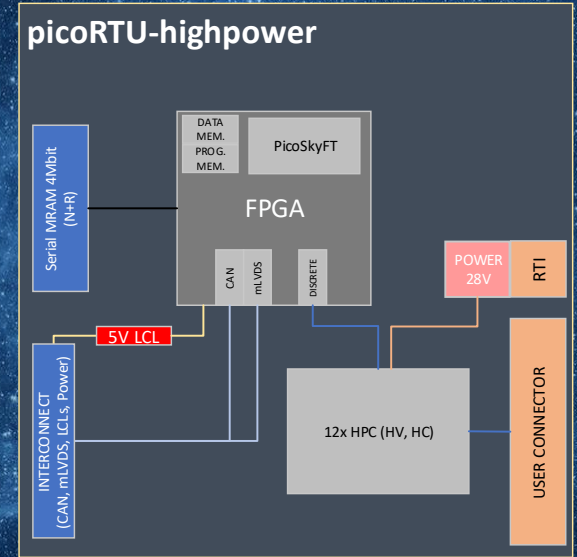 picoRTU-highpower
DATA
MEM.
PROG.
MEM.
PicoSkyFT
FPGA
Serial MRAM 4Mbit
(N+R)
CAN
mLVDS
DISCRETE
POWER
28V
RTI
5V LCL
INTERCONNECT
(CAN, mLVDS, LCLs, Power)
12x HPC (HV, HC)
USER CONNECTOR